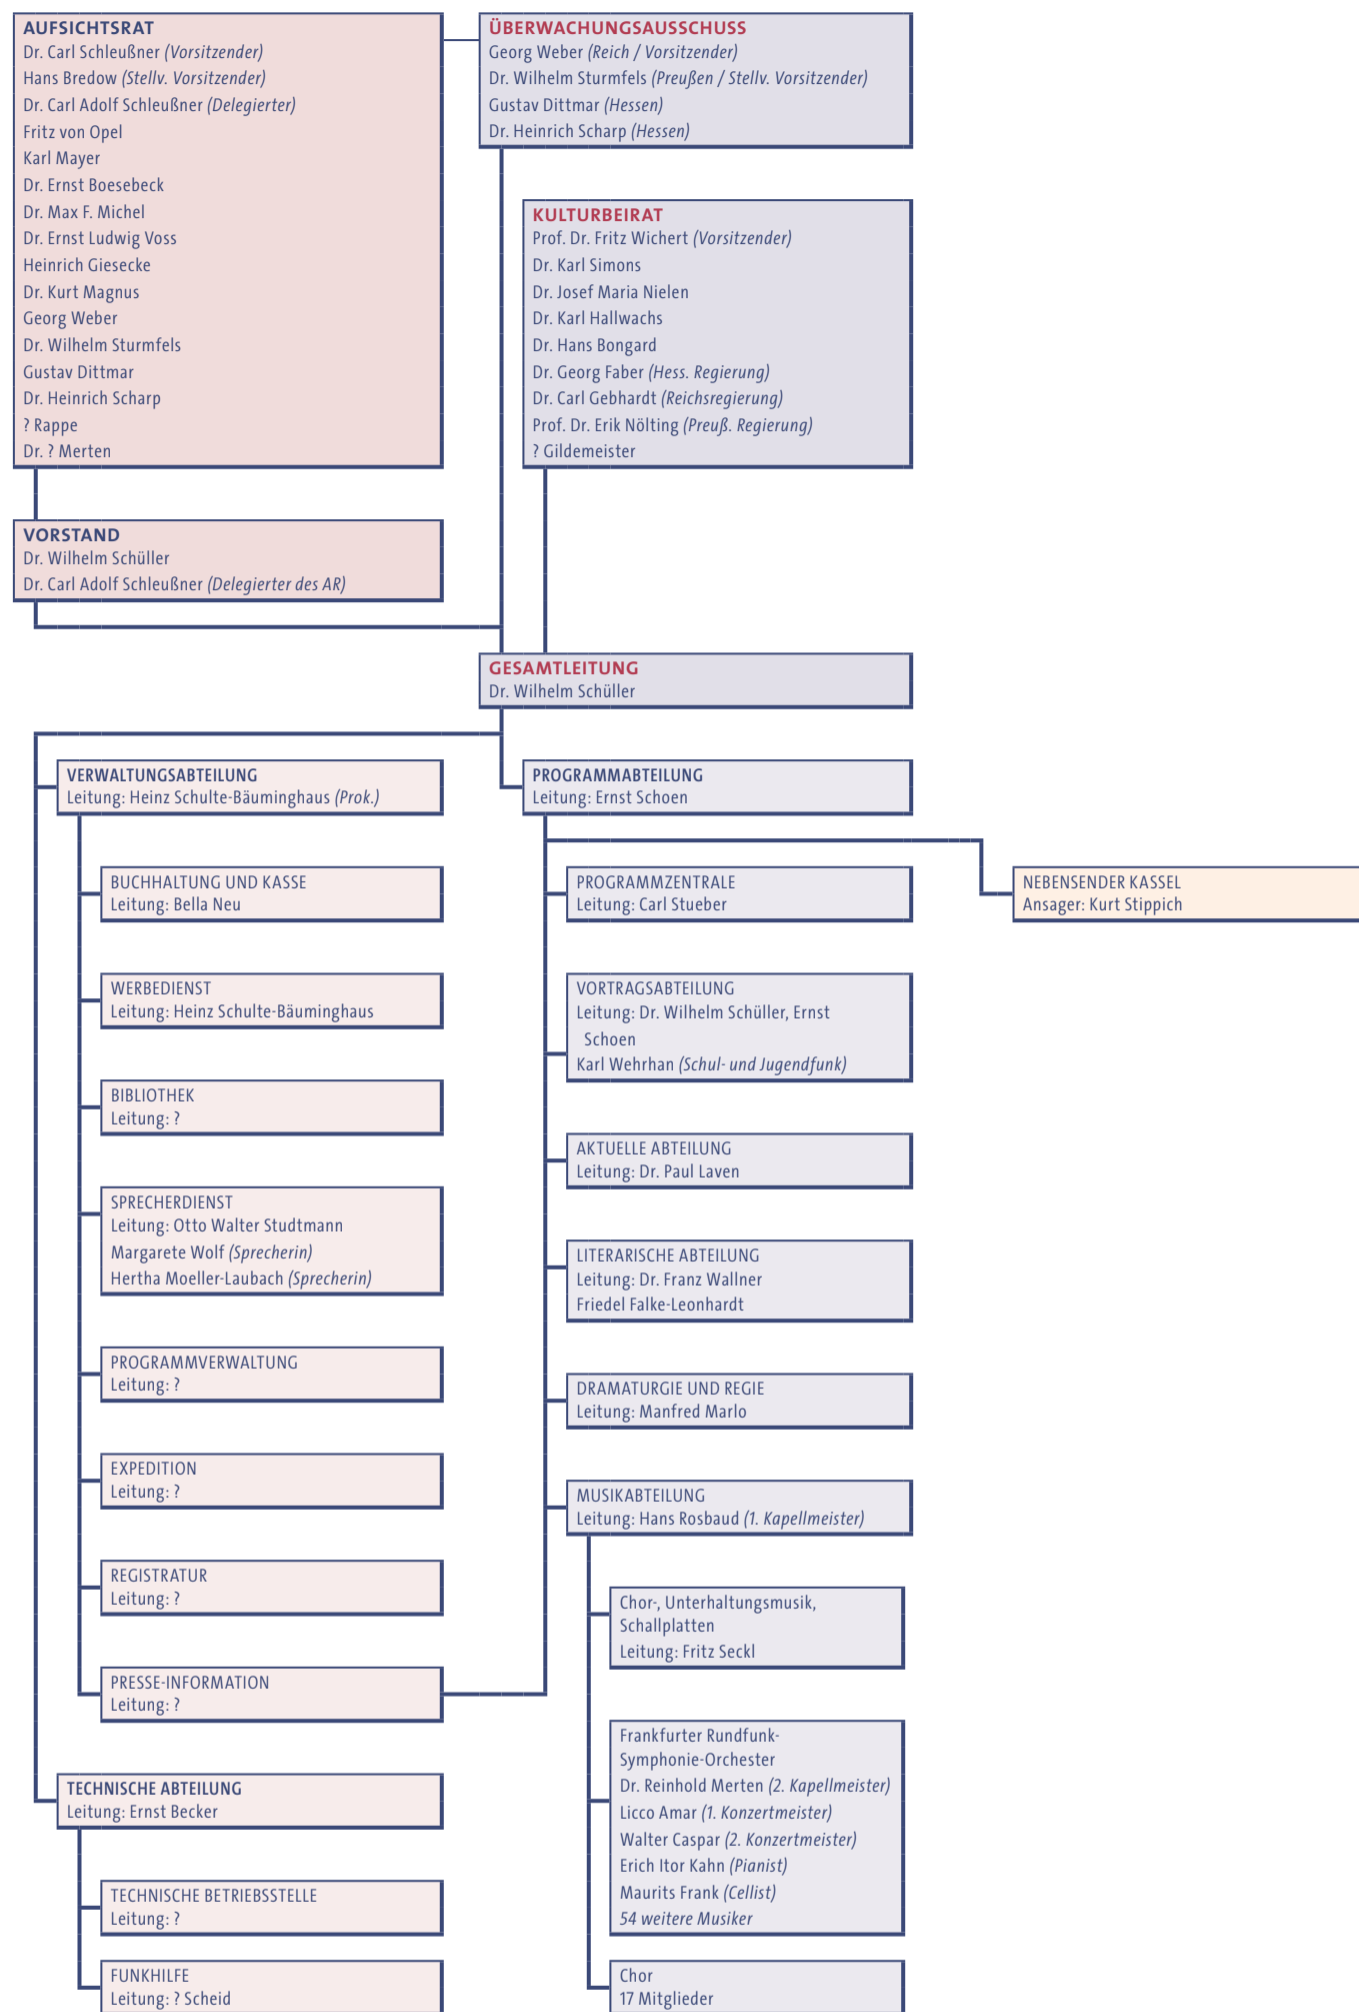 AUFSICHTSRAT
Dr. Carl Schleußner (Vorsitzender)
Hans Bredow (Stellv. Vorsitzender)
Dr. Carl Adolf Schleußner (Delegierter)
Fritz von Opel
Karl Mayer
Dr. Ernst Boesebeck
Dr. Max F. Michel
Dr. Ernst Ludwig Voss
Heinrich Giesecke
Dr. Kurt Magnus
Georg Weber
Dr. Wilhelm Sturmfels
Gustav Dittmar
Dr. Heinrich Scharp
? Rappe
Dr. ? Merten
ÜBERWACHUNGSAUSSCHUSS
Georg Weber (Reich / Vorsitzender)
Dr. Wilhelm Sturmfels (Preußen / Stellv. Vorsitzender)
Gustav Dittmar (Hessen)
Dr. Heinrich Scharp (Hessen)
KULTURBEIRAT
Prof. Dr. Fritz Wichert (Vorsitzender)
Dr. Karl Simons
Dr. Josef Maria Nielen
Dr. Karl Hallwachs
Dr. Hans Bongard
Dr. Georg Faber (Hess. Regierung)
Dr. Carl Gebhardt (Reichsregierung)
Prof. Dr. Erik Nölting (Preuß. Regierung)
? Gildemeister
VORSTAND
Dr. Wilhelm Schüller
Dr. Carl Adolf Schleußner (Delegierter des AR)
GESAMTLEITUNG
Dr. Wilhelm Schüller
VERWALTUNGSABTEILUNG
Leitung: Heinz Schulte-Bäuminghaus (Prok.)
BUCHHALTUNG UND KASSE
Leitung: Bella Neu
WERBEDIENST
Leitung: Heinz Schulte-Bäuminghaus
BIBLIOTHEK
Leitung: ?
SPRECHERDIENST
Leitung: Otto Walter Studtmann
Margarete Wolf (Sprecherin)
Hertha Moeller-Laubach (Sprecherin)
PROGRAMMVERWALTUNG
Leitung: ?
EXPEDITION
Leitung: ?
REGISTRATUR
Leitung: ?
PRESSE-INFORMATION
Leitung: ?
TECHNISCHE ABTEILUNG
Leitung: Ernst Becker
TECHNISCHE BETRIEBSSTELLE
Leitung: ?
FUNKHILFE
Leitung: ? Scheid
PROGRAMMABTEILUNG
Leitung: Ernst Schoen
PROGRAMMZENTRALE
Leitung: Carl Stueber
VORTRAGSABTEILUNG
Leitung: Dr. Wilhelm Schüller, Ernst
Schoen
Karl Wehrhan (Schul- und Jugendfunk)
AKTUELLE ABTEILUNG
Leitung: Dr. Paul Laven
LITERARISCHE ABTEILUNG
Leitung: Dr. Franz Wallner
Friedel Falke-Leonhardt
DRAMATURGIE UND REGIE
Leitung: Manfred Marlo
MUSIKABTEILUNG
Leitung: Hans Rosbaud (1. Kapellmeister)
Chor-, Unterhaltungsmusik,
Schallplatten
Leitung: Fritz Seckl
Frankfurter Rundfunk-
Symphonie-Orchester
Dr. Reinhold Merten (2. Kapellmeister)
Licco Amar (1. Konzertmeister)
Walter Caspar (2. Konzertmeister)
Erich Itor Kahn (Pianist)
Maurits Frank (Cellist)
54 weitere Musiker
Chor
17 Mitglieder
NEBENSENDER KASSEL
Ansager: Kurt Stippich